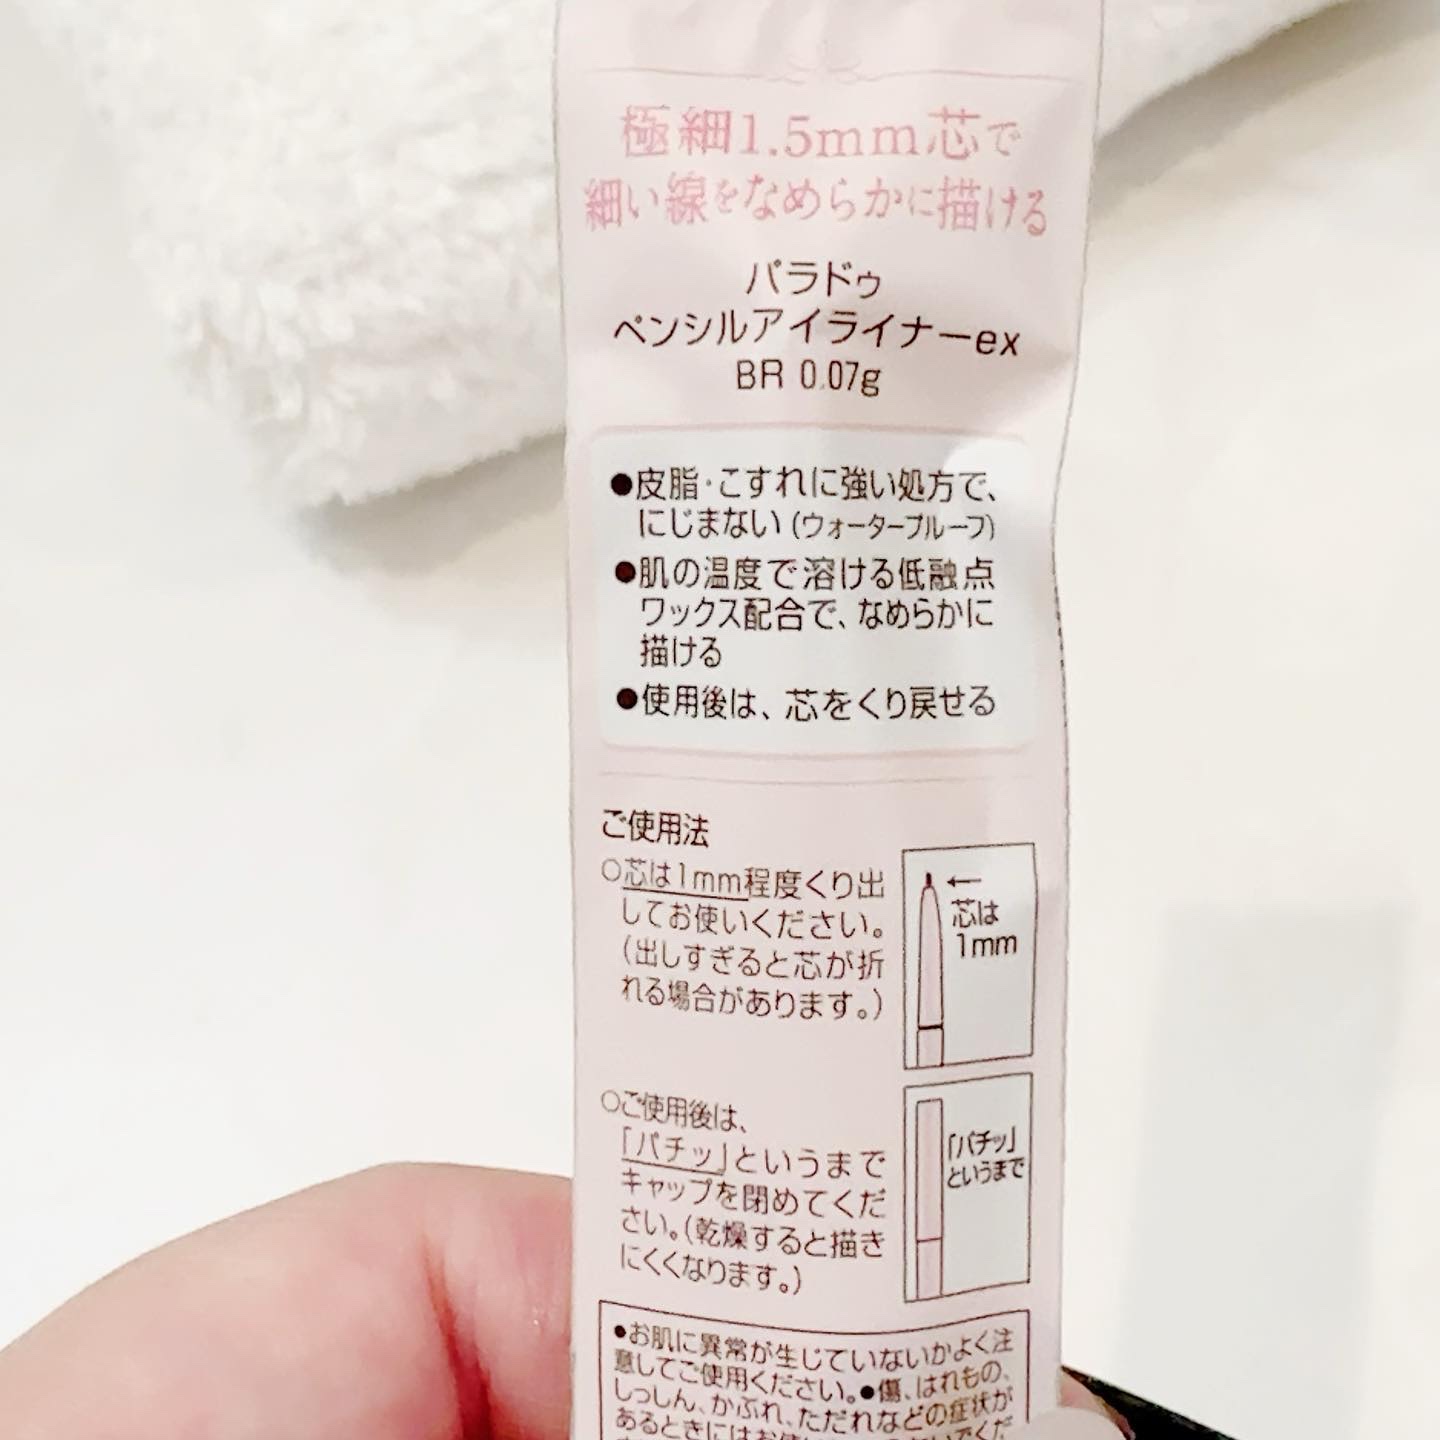 極細1.5mm芯で
細い線をなめらかに描ける
パラドゥ
ペンシルアイライナーex
BR 0.07g
●皮脂・こすれに強い処方で、
にじまない（ウォータープルーフ）
●肌の温度で溶ける低融点
ワックス配合で、なめらかに
描ける
●使用後は、芯をくり戻せる
ご使用法
○芯は1mm程度くり出
してお使いください。
（出しすぎると芯が折
れる場合があります。）
←
芯は
1mm
○ご使用後は、
「パチッ」というまで
キャップを閉めてくだ
さい。（乾燥すると描き
にくくなります。）
「パチッ」
というまで
●お肌に異常が生じていないかよく注
意してご使用ください。●傷、はれもの、
しっしん、かぶれ、ただれなどの症状が
あるときにはお使い